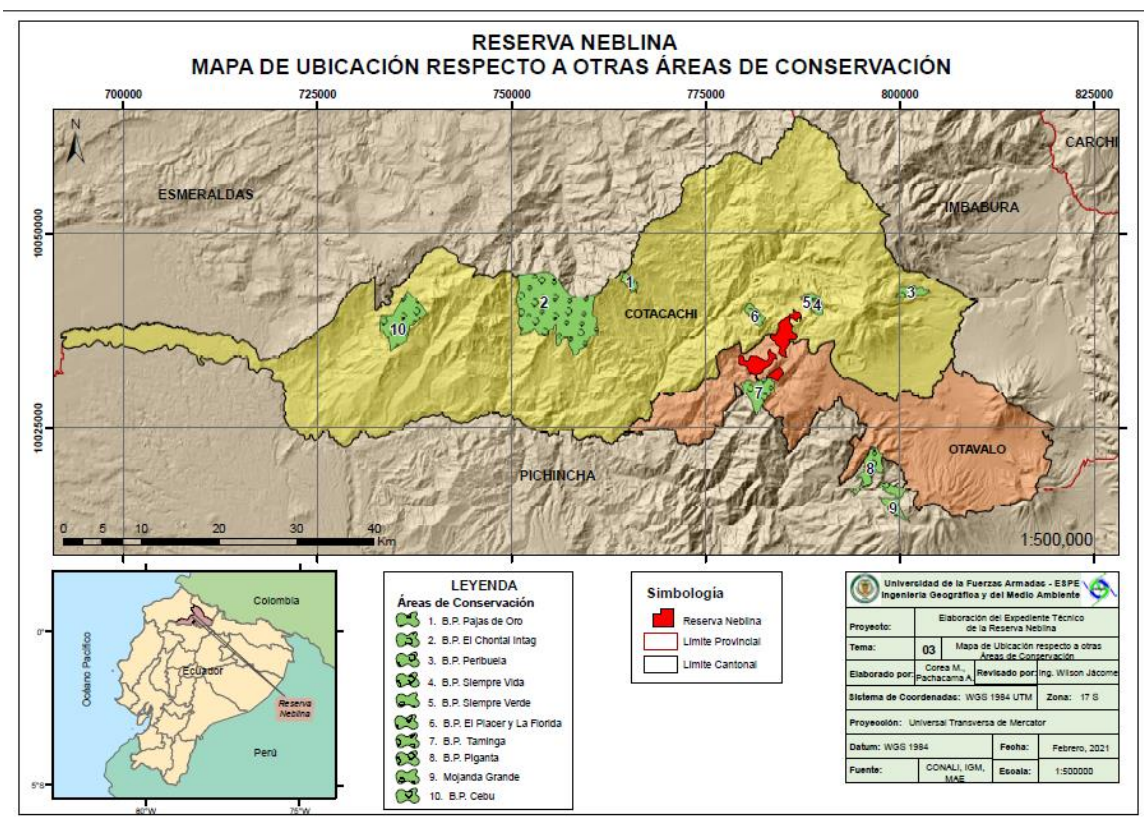 RESERVA NEBLINA
MAPA DE UBICACIÓN RESPECTO A OTRAS ÁREAS DE CONSERVACIÓN
700000 725000 750000 775000 800000 825000
N
CARCHI
ESMERALDAS
IMBABURA
10050000
1
3
2
5 4
COTACACHI
6
10
7
10025000
OTAVALO
PICHINCHA
8
9
0 5 10 20 30 40
Km
1:500,000
Colombia
0°
Océano Pacífico
Ecuador
Reserva
Neblina
Perú
5°S
80°W 75°W
LEYENDA
Áreas de Conservación
1. B.P. Pajas de Oro
2. B.P. El Chontal Intag
3. B.P. Peribuela
4. B.P. Siempre Vida
5. B.P. Siempre Verde
6. B.P. El Placer y La Florida
7. B.P. Taminga
8. B.P. Piganta
9. Mojanda Grande
10. B.P. Cebu
Simbología
Reserva Neblina
Limite Provincial
Limite Cantonal
Universidad de la Fuerzas Armadas - ESPE
Ingeniería Geográfica y del Medio Ambiente
Proyecto: Elaboración del Expediente Técnico
de la Reserva Neblina
Tema: 03 Mapa de Ubicación respecto a otras
Áreas de Conservación
Elaborado por: Corea M.,
Pachacama A. Revisado por: Ing. Wilson Jácome
Sistema de Coordenadas: WGS 1984 UTM Zona: 17 S
Proyección: Universal Transversa de Mercator
Datum: WGS 1984 Fecha: Febrero, 2021
Fuente: CONALI, IGM,
MAE Escala: 1:500000